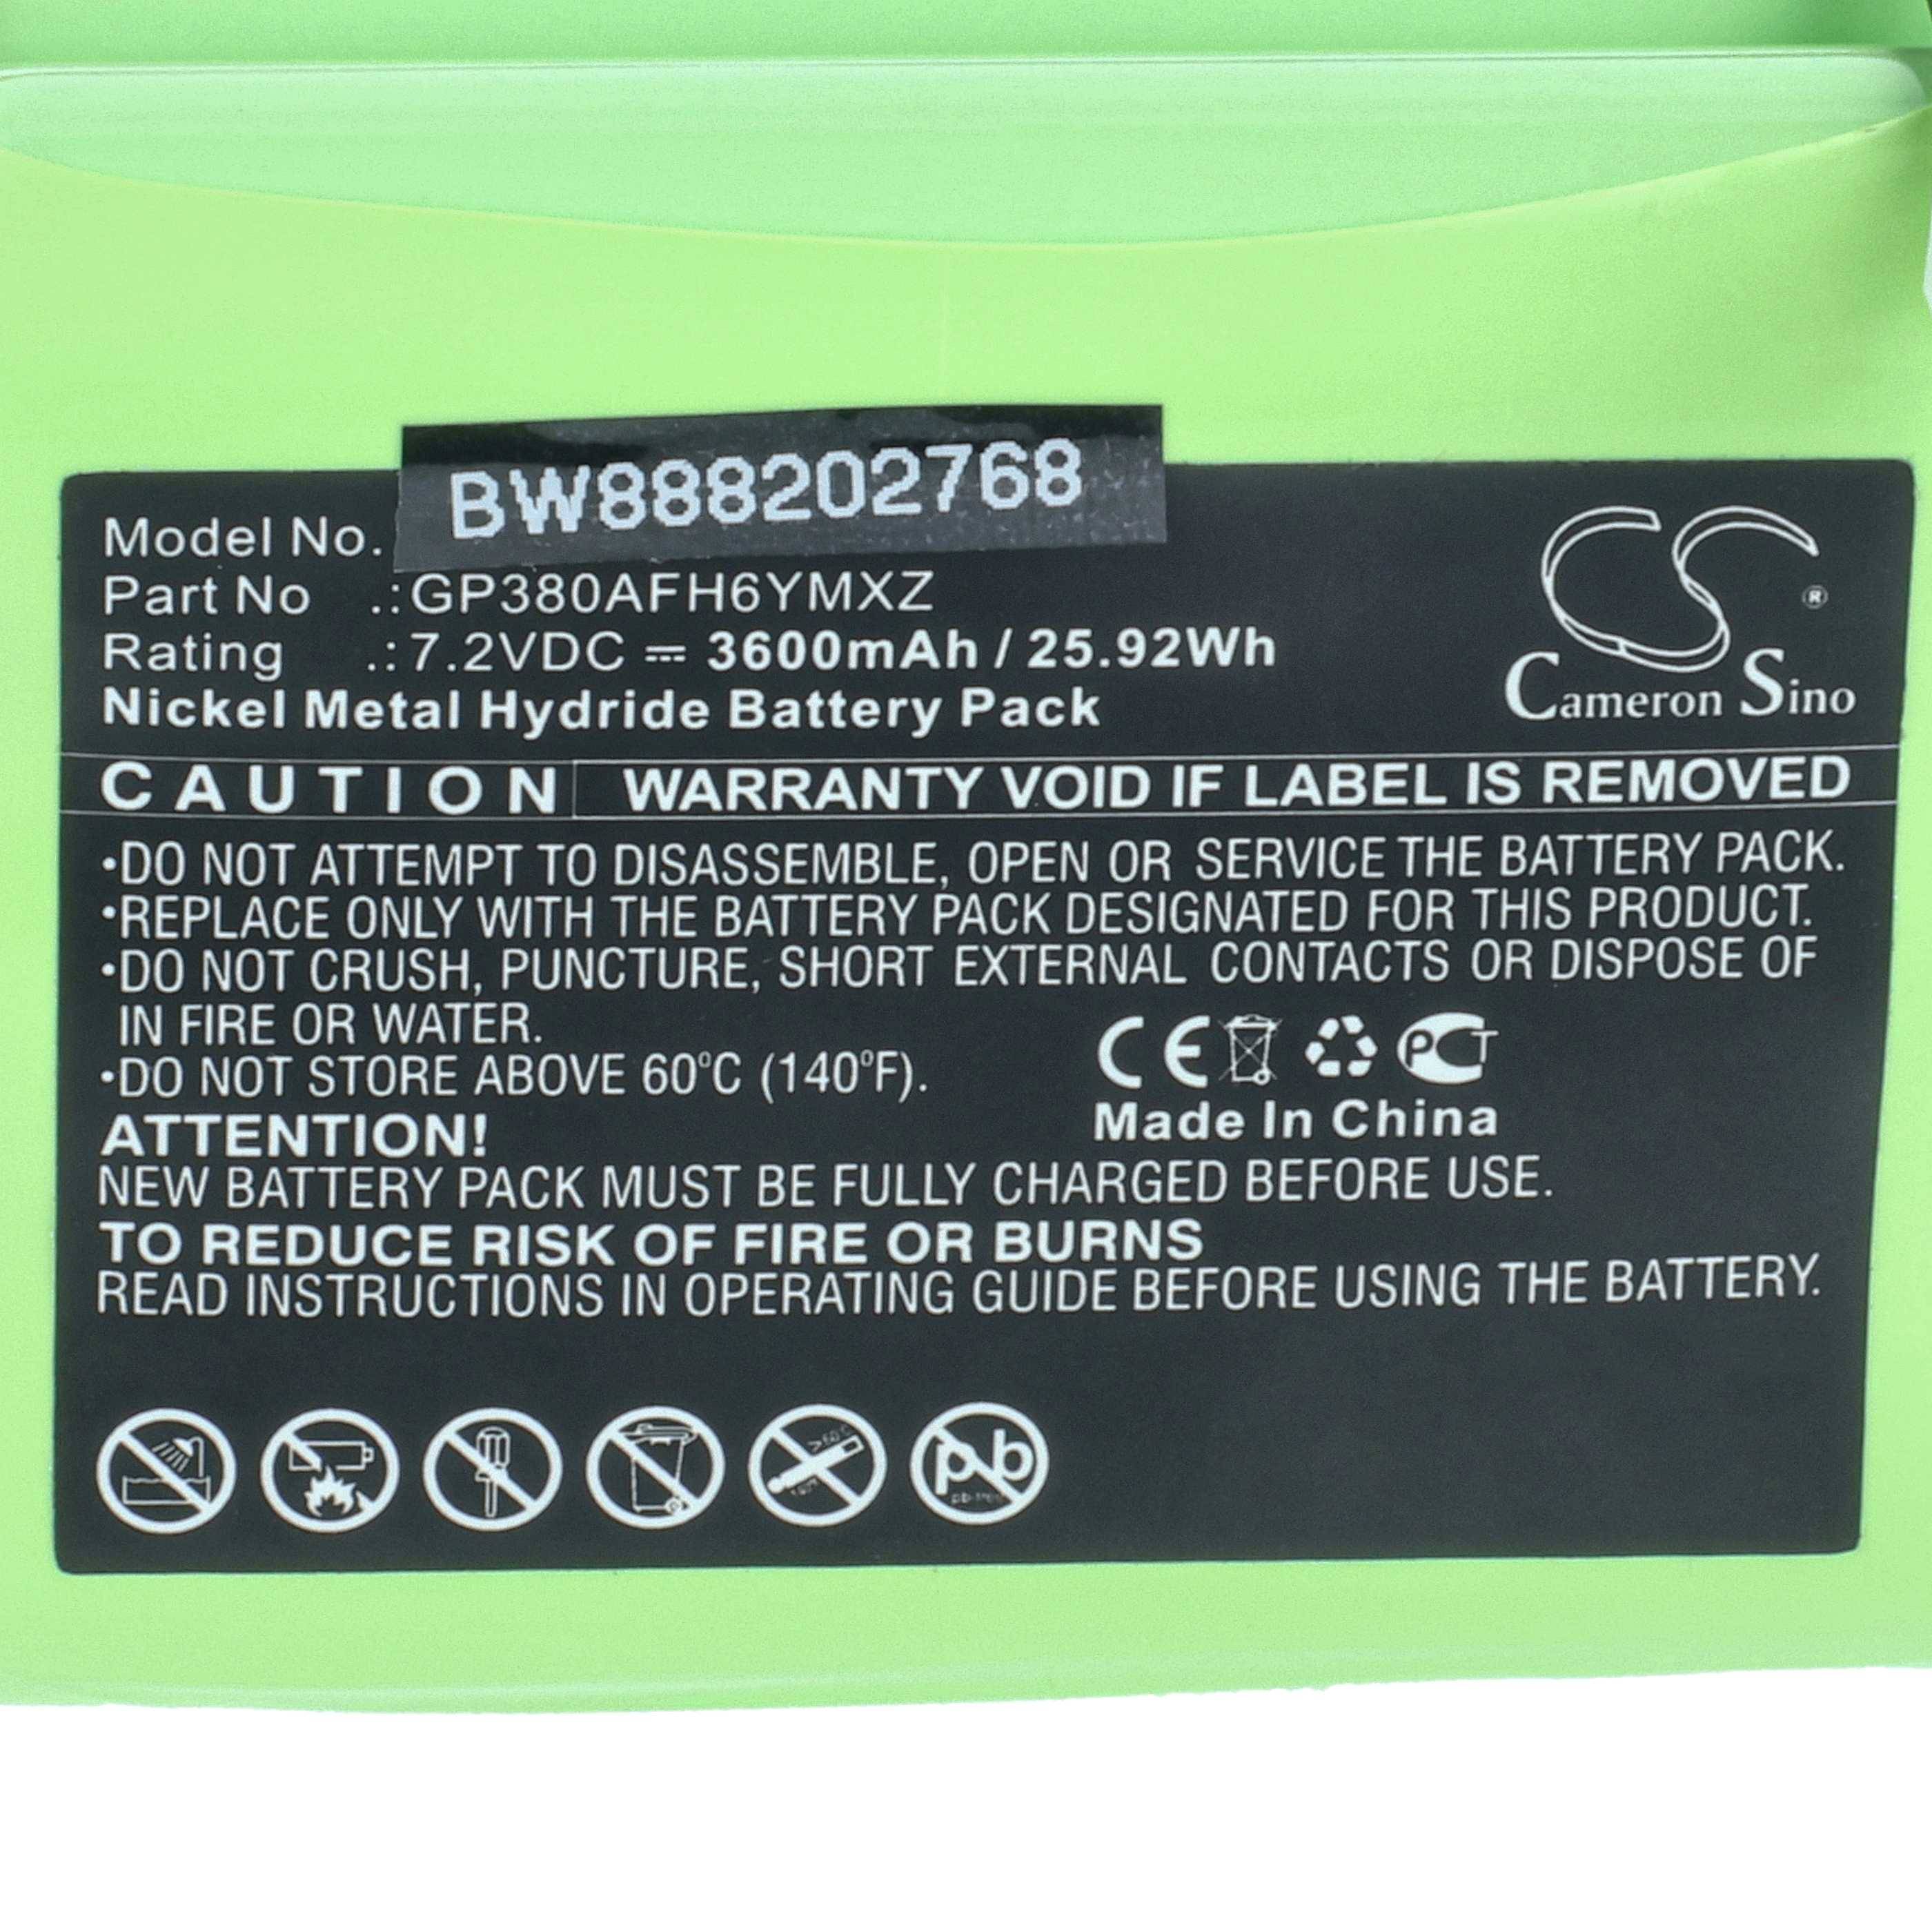 BW888202768
Model No.
Part No .:GP380AFH6YMXZ
Rating .:7.2VDC ⎓ 3600mAh / 25.92Wh
Nickel Metal Hydride Battery Pack
CS ®
Cameron Sino
CAUTION WARRANTY VOID IF LABEL IS REMOVED
•DO NOT ATTEMPT TO DISASSEMBLE, OPEN OR SERVICE THE BATTERY PACK.
•REPLACE ONLY WITH THE BATTERY PACK DESIGNATED FOR THIS PRODUCT.
•DO NOT CRUSH, PUNCTURE, SHORT EXTERNAL CONTACTS OR DISPOSE OF
IN FIRE OR WATER.
•DO NOT STORE ABOVE 60°C (140°F).
CE PCT
Made In China
ATTENTION!
NEW BATTERY PACK MUST BE FULLY CHARGED BEFORE USE.
TO REDUCE RISK OF FIRE OR BURNS
READ INSTRUCTIONS IN OPERATING GUIDE BEFORE USING THE BATTERY.
pb